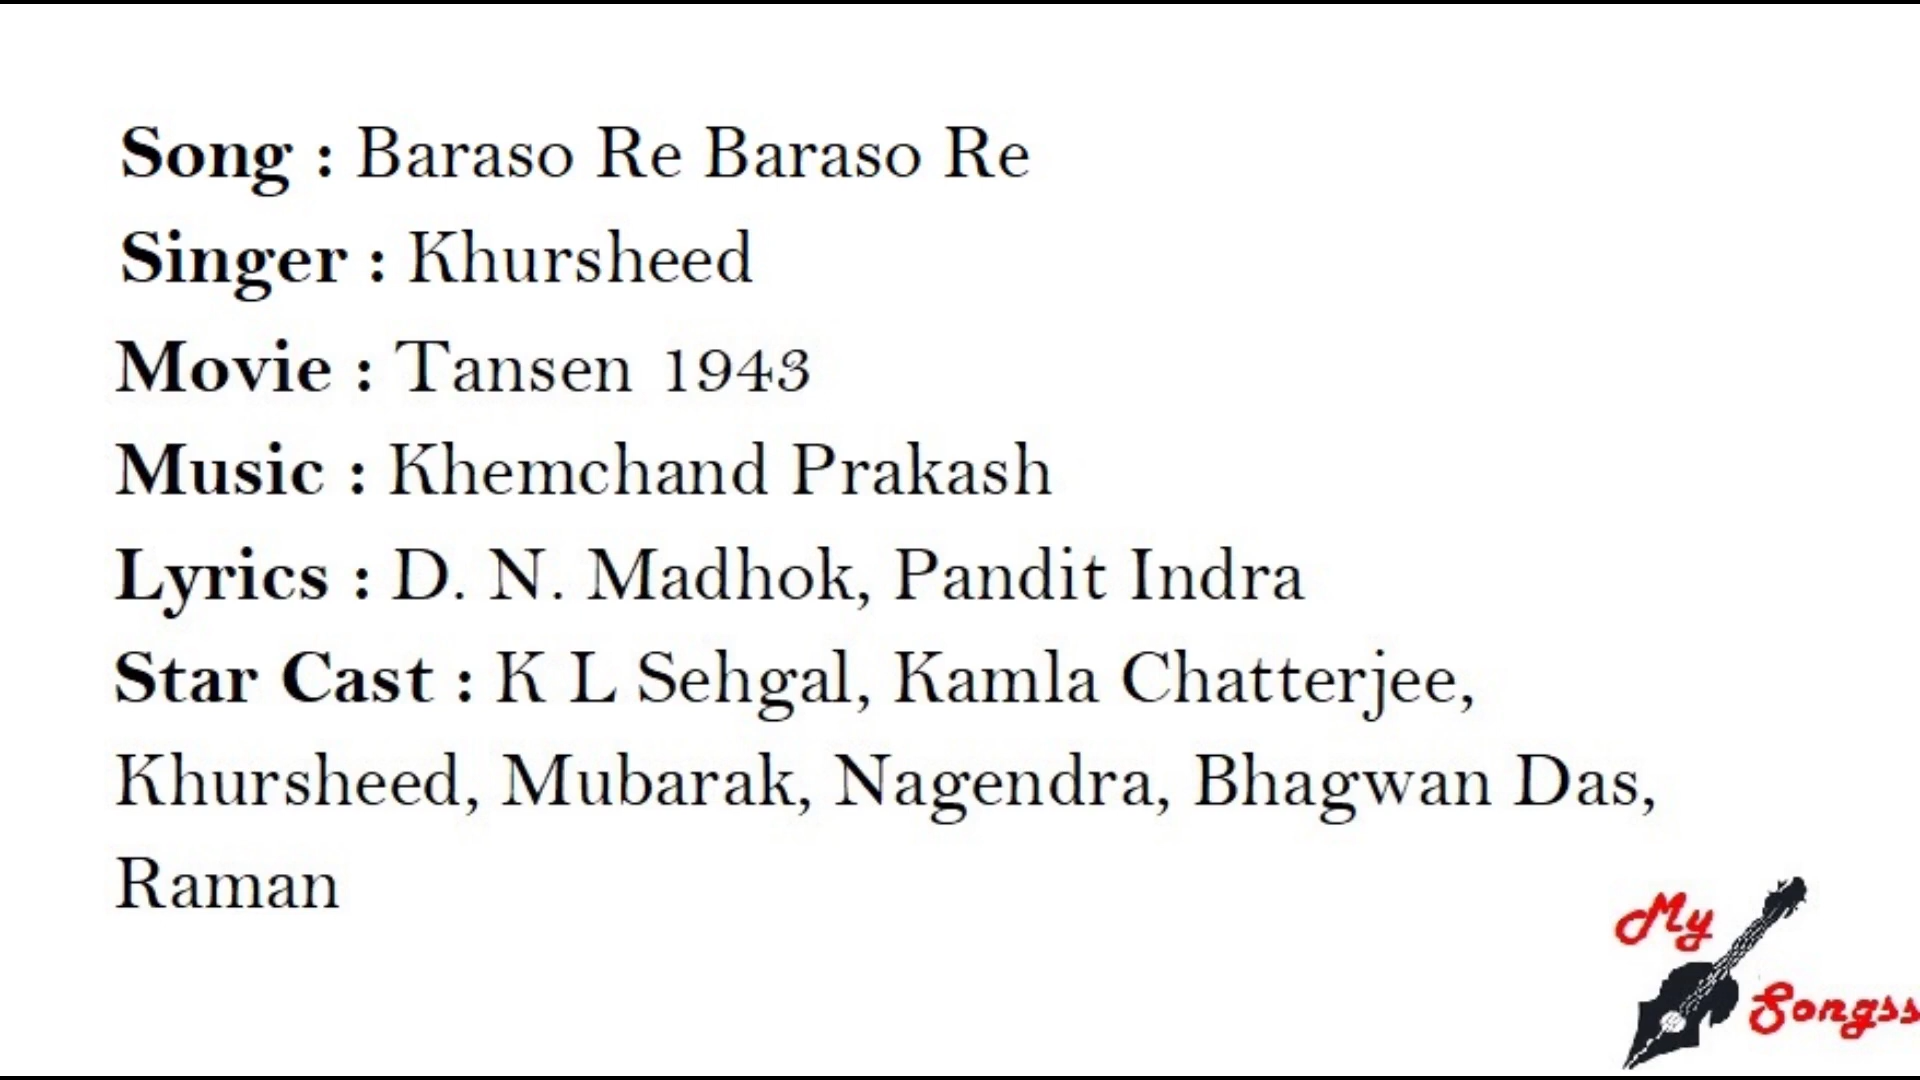 Song : Baraso Re Baraso Re
Singer : Khursheed
Movie : Tansen 1943
Music : Khemchand Prakash
Lyrics : D. N. Madhok, Pandit Indra
Star Cast : K L Sehgal, Kamla Chatterjee,
Khursheed, Mubarak, Nagendra, Bhagwan Das,
Raman
My
Songss